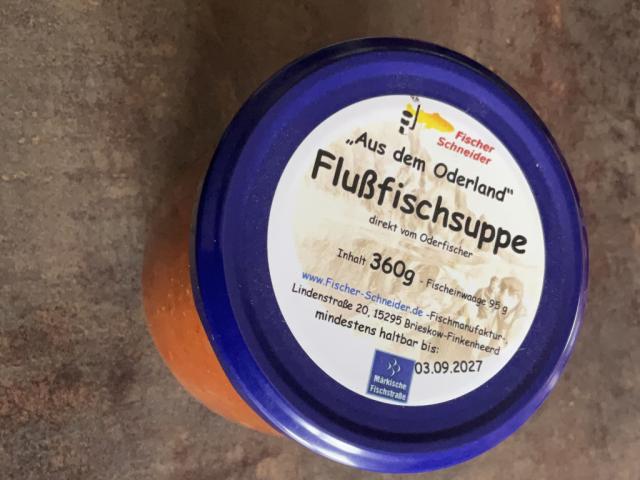 Fischer
Schneider
„Aus dem Oderland"
Flußfischsuppe
direkt vom Oderfischer
Inhalt 360g - Fischeinwaage 95 g
www.Fischer-Schneider.de -Fischmanufaktur-,
Lindenstraße 20, 15295 Brieskow-Finkenheerd
mindestens haltbar bis:
03.09.2027
Märkische
Fischstraße